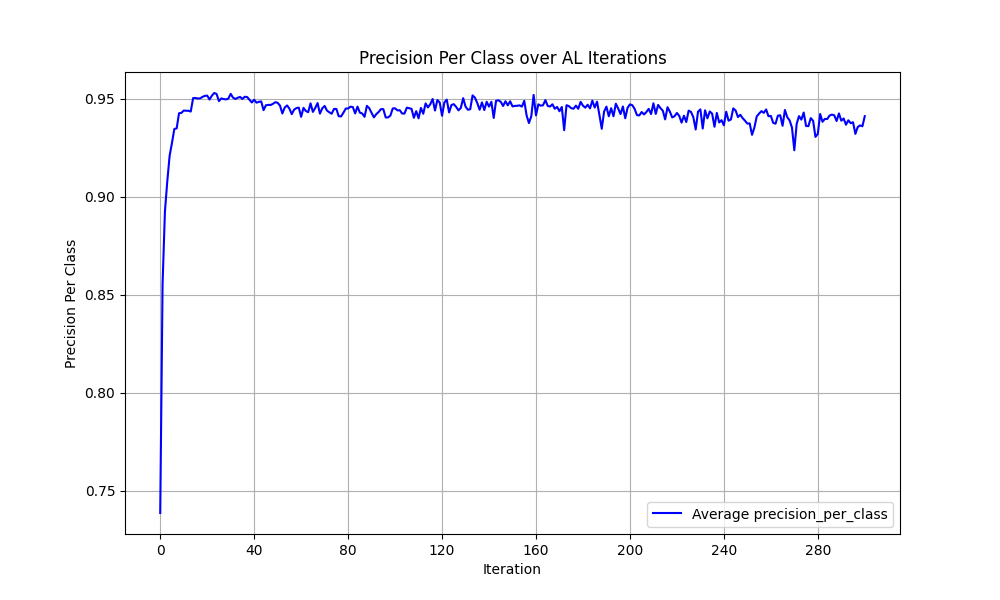 Precision Per Class over AL Iterations
0.95
0.90
0.85
0.80
0.75
Precision Per Class
0 40 80 120 160 200 240 280
Iteration
Average precision_per_class